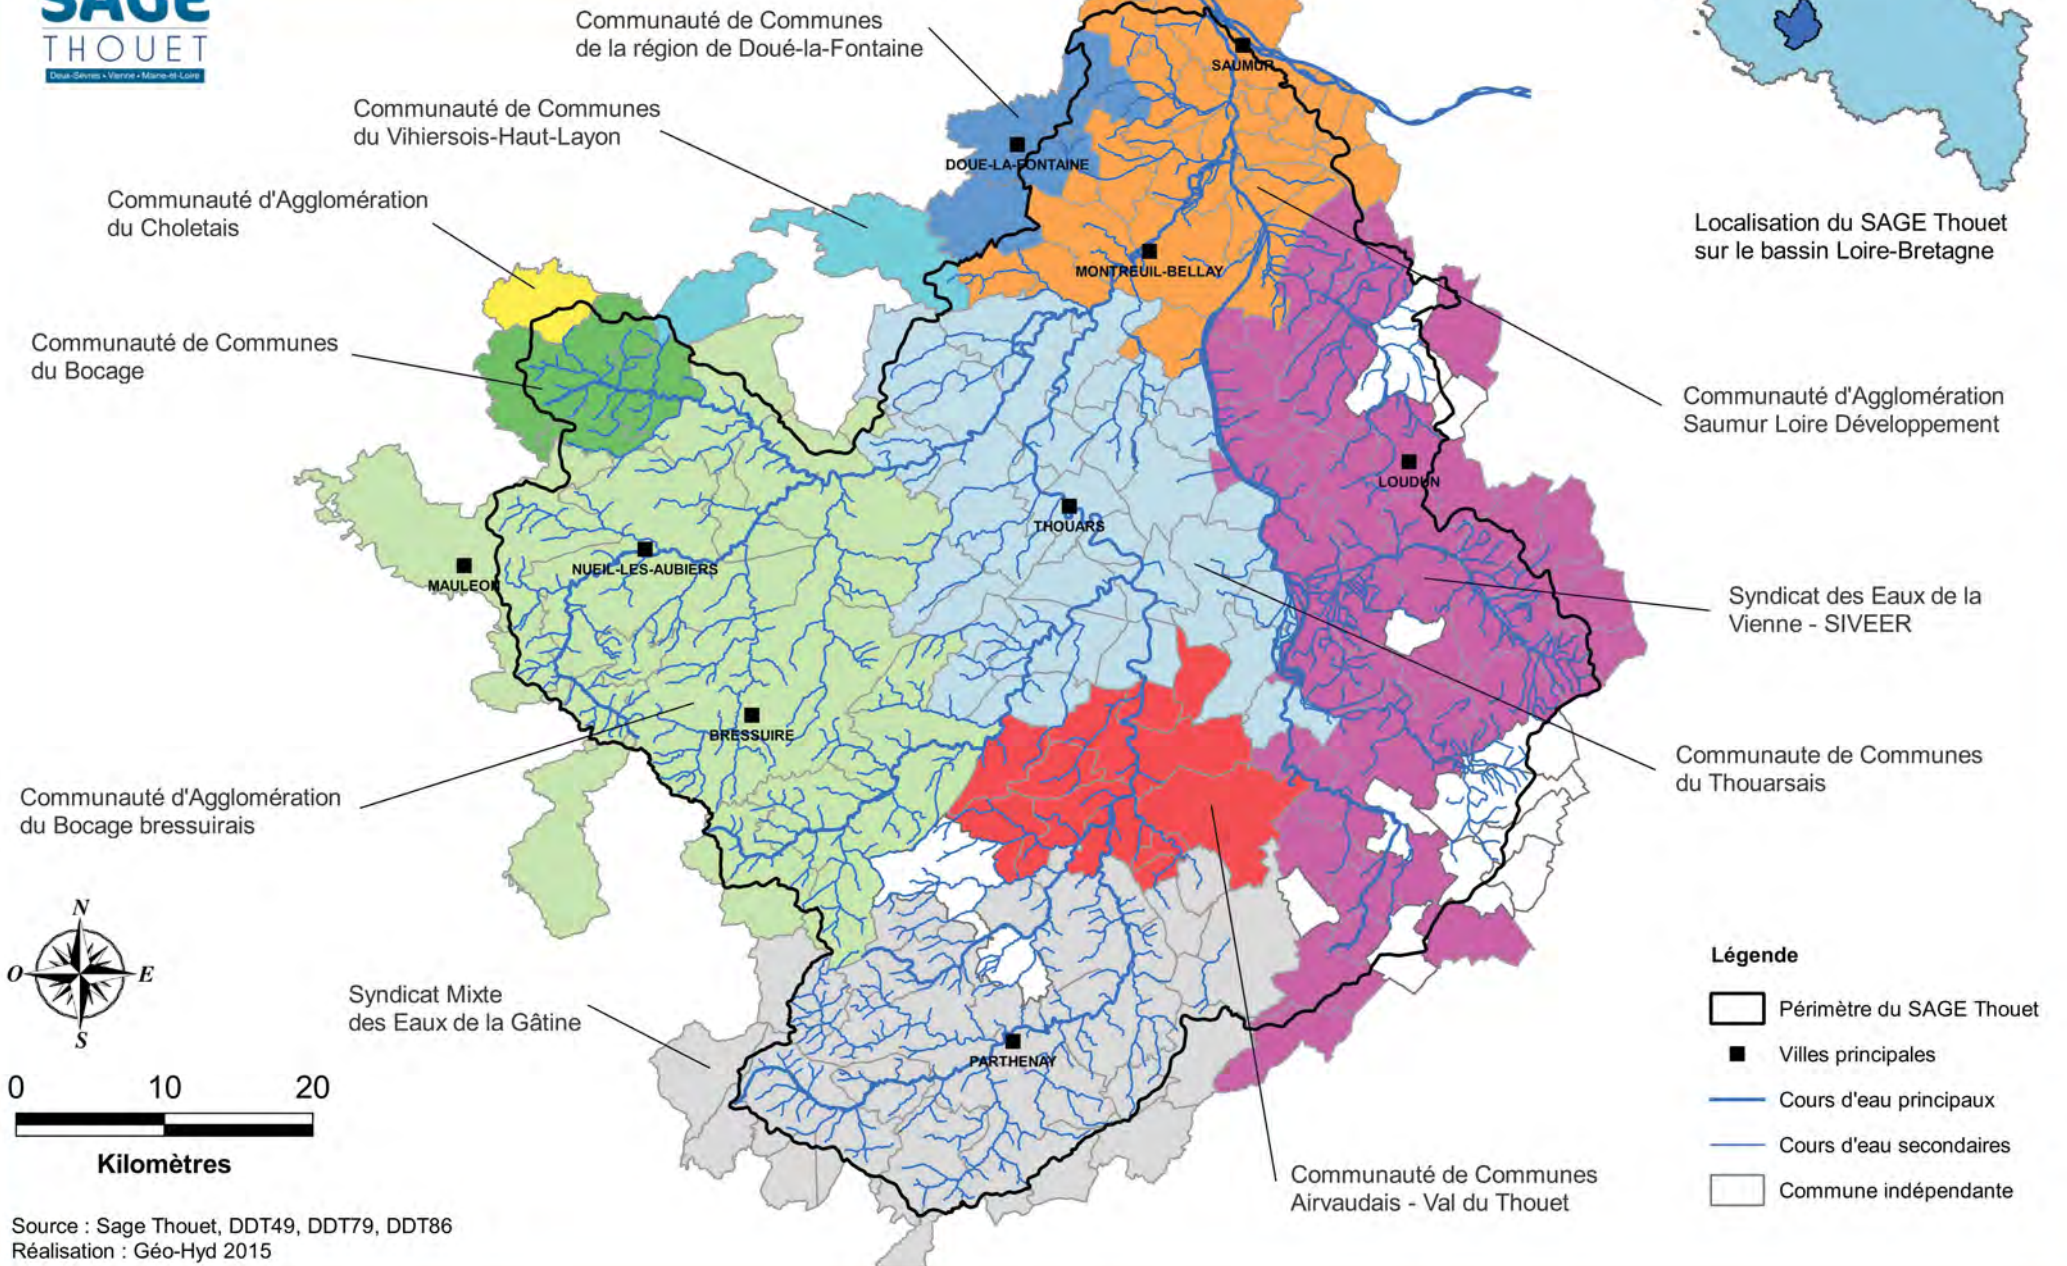 SAGE
THOUET
Deux-Sèvres • Vienne • Maine-et-Loire
Communauté de Communes
de la région de Doué-la-Fontaine
Communauté de Communes
du Vihiersois-Haut-Layon
Communauté d'Agglomération
du Choletais
Communauté de Communes
du Bocage
SAUMUR
DOUE-LA-FONTAINE
MONTREUIL-BELLAY
LOUDUN
THOUARS
NUEIL-LES-AUBIERS
MAULEON
BRESSUIRE
PARTHENAY
Localisation du SAGE Thouet
sur le bassin Loire-Bretagne
Communauté d'Agglomération
Saumur Loire Développement
Syndicat des Eaux de la
Vienne - SIVEER
Communaute de Communes
du Thouarsais
Communauté d'Agglomération
du Bocage bressuirais
Syndicat Mixte
des Eaux de la Gâtine
Communauté de Communes
Airvaudais - Val du Thouet
N
O
E
S
0 10 20
Kilomètres
Source : Sage Thouet, DDT49, DDT79, DDT86
Réalisation : Géo-Hyd 2015
Légende
Périmètre du SAGE Thouet
Villes principales
Cours d'eau principaux
Cours d'eau secondaires
Commune indépendante